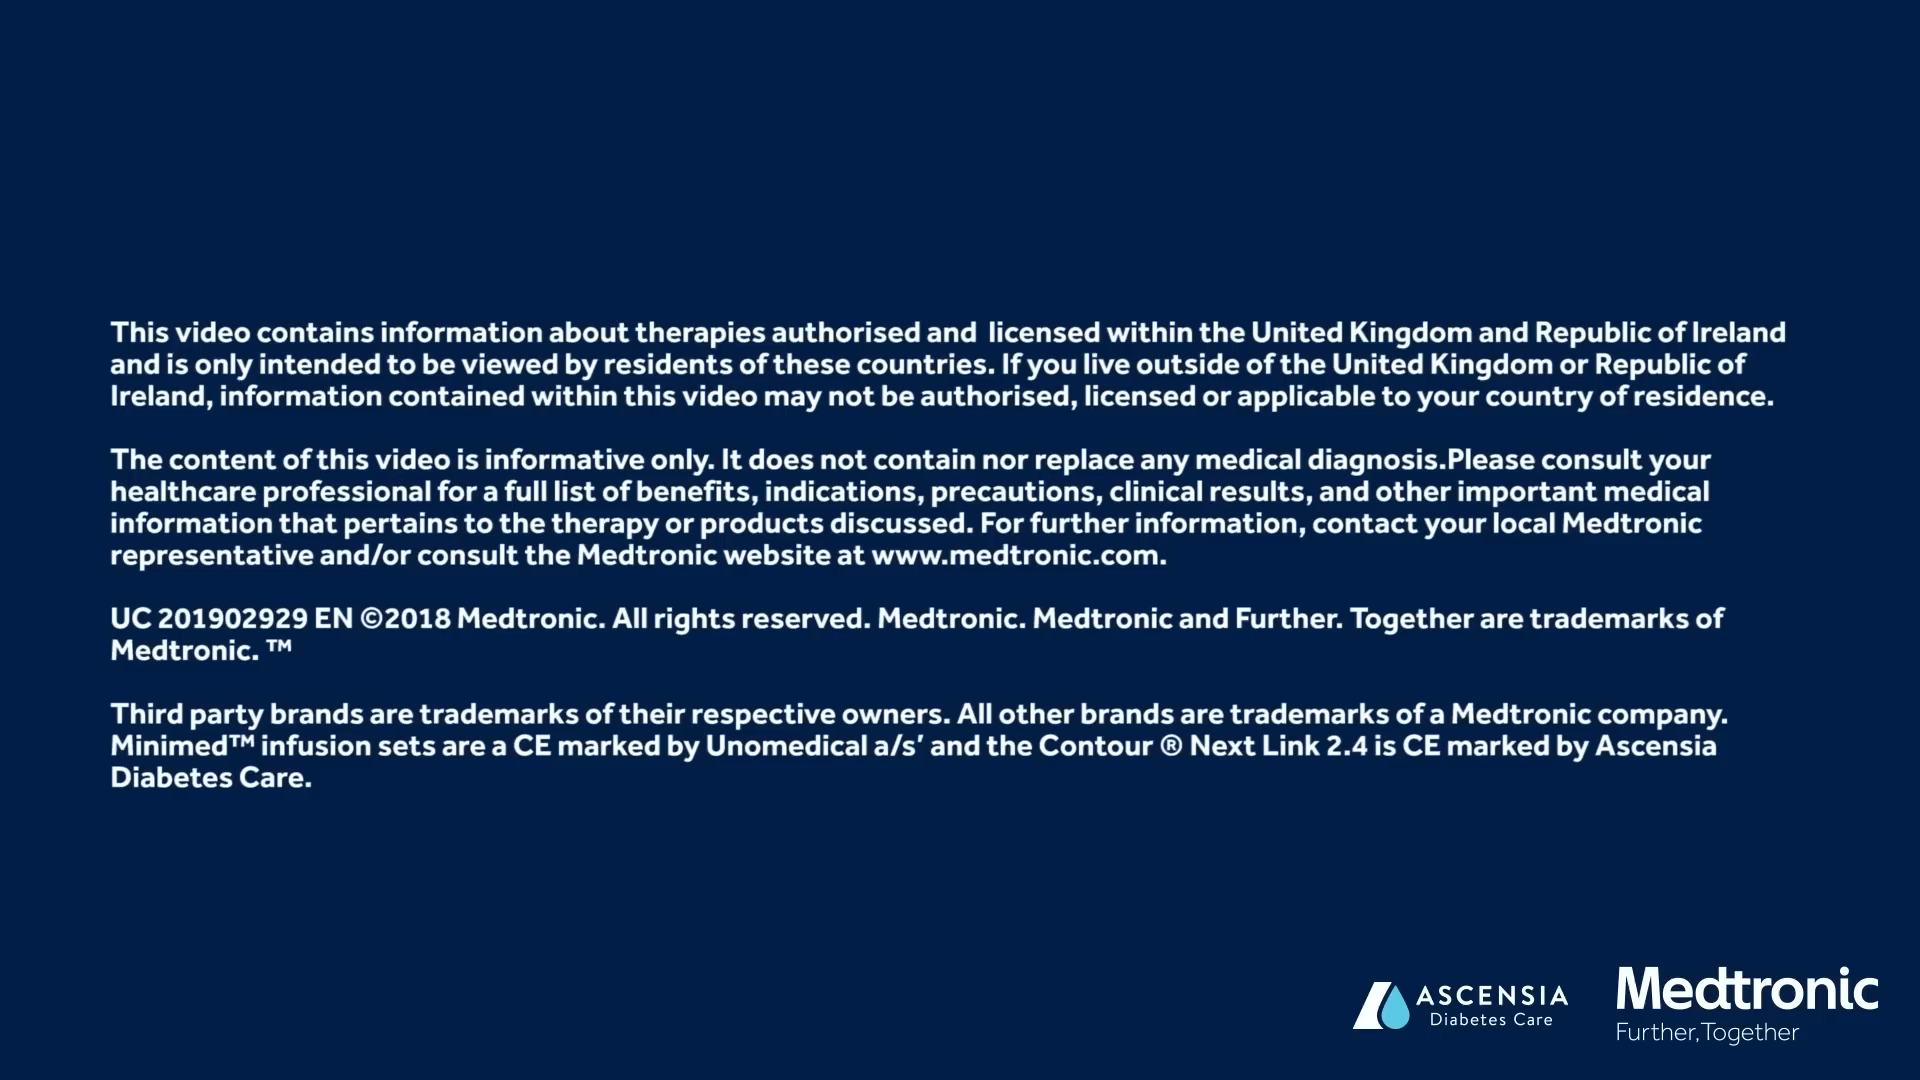 This video contains information about therapies authorised and  licensed within the United Kingdom and Republic of Ireland
and is only intended to be viewed by residents of these countries. If you live outside of the United Kingdom or Republic of
Ireland, information contained within this video may not be authorised, licensed or applicable to your country of residence.
The content of this video is informative only. It does not contain nor replace any medical diagnosis.Please consult your
healthcare professional for a full list of benefits, indications, precautions, clinical results, and other important medical
information that pertains to the therapy or products discussed. For further information, contact your local Medtronic
representative and/or consult the Medtronic website at www.medtronic.com.
UC 201902929 EN ©2018 Medtronic. All rights reserved. Medtronic. Medtronic and Further. Together are trademarks of
Medtronic. ™
Third party brands are trademarks of their respective owners. All other brands are trademarks of a Medtronic company.
Minimed™ infusion sets are a CE marked by Unomedical a/s’ and the Contour ® Next Link 2.4 is CE marked by Ascensia
Diabetes Care.
ASCENSIA
Diabetes Care
Medtronic
Further,Together